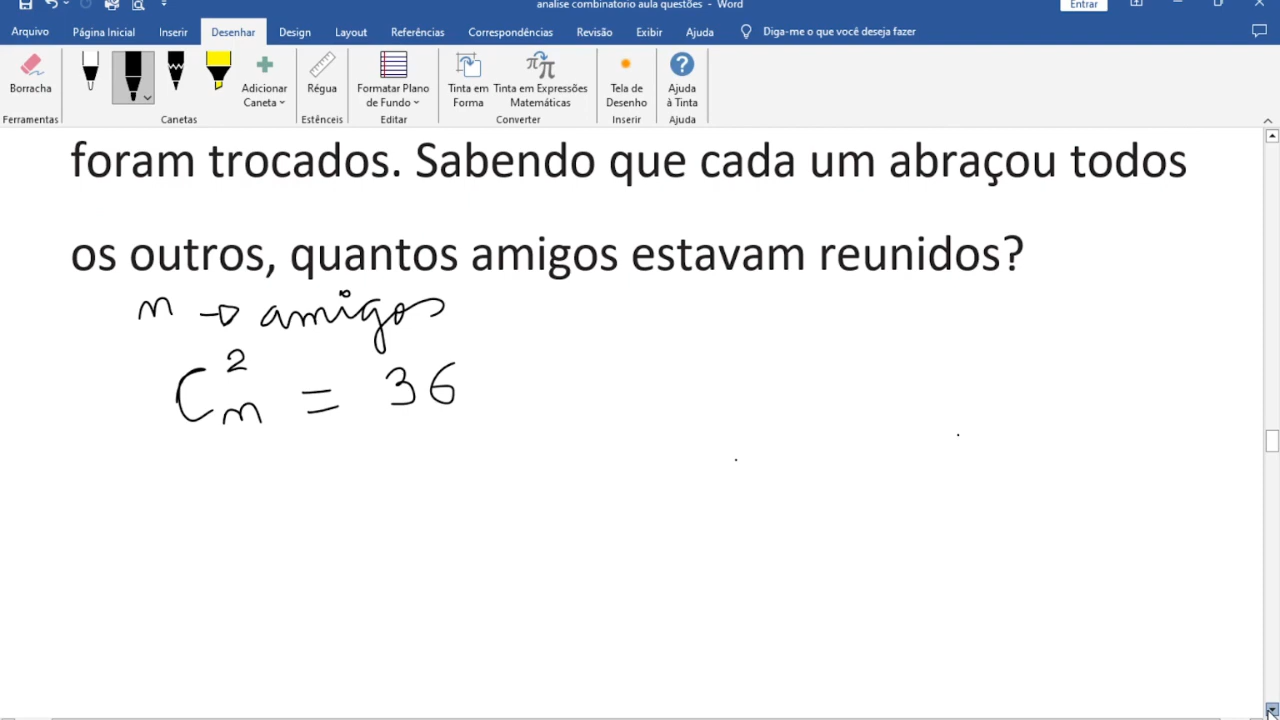 analise combinatorio aula questões - Word
Entrar
Arquivo Página Inicial Inserir Desenhar Design Layout Referências Correspondências Revisão Exibir Ajuda Diga-me o que você deseja fazer
Borracha
Adicionar Caneta
Régua
Formatar Plano de Fundo
Tinta em Forma
Tinta em Expressões Matemáticas
Tela de Desenho
Ajuda à Tinta
Ferramentas Canetas Estênceis Editar Converter Inserir Ajuda
foram trocados. Sabendo que cada um abraçou todos
os outros, quantos amigos estavam reunidos?
n → amigos
C_n^2 = 36